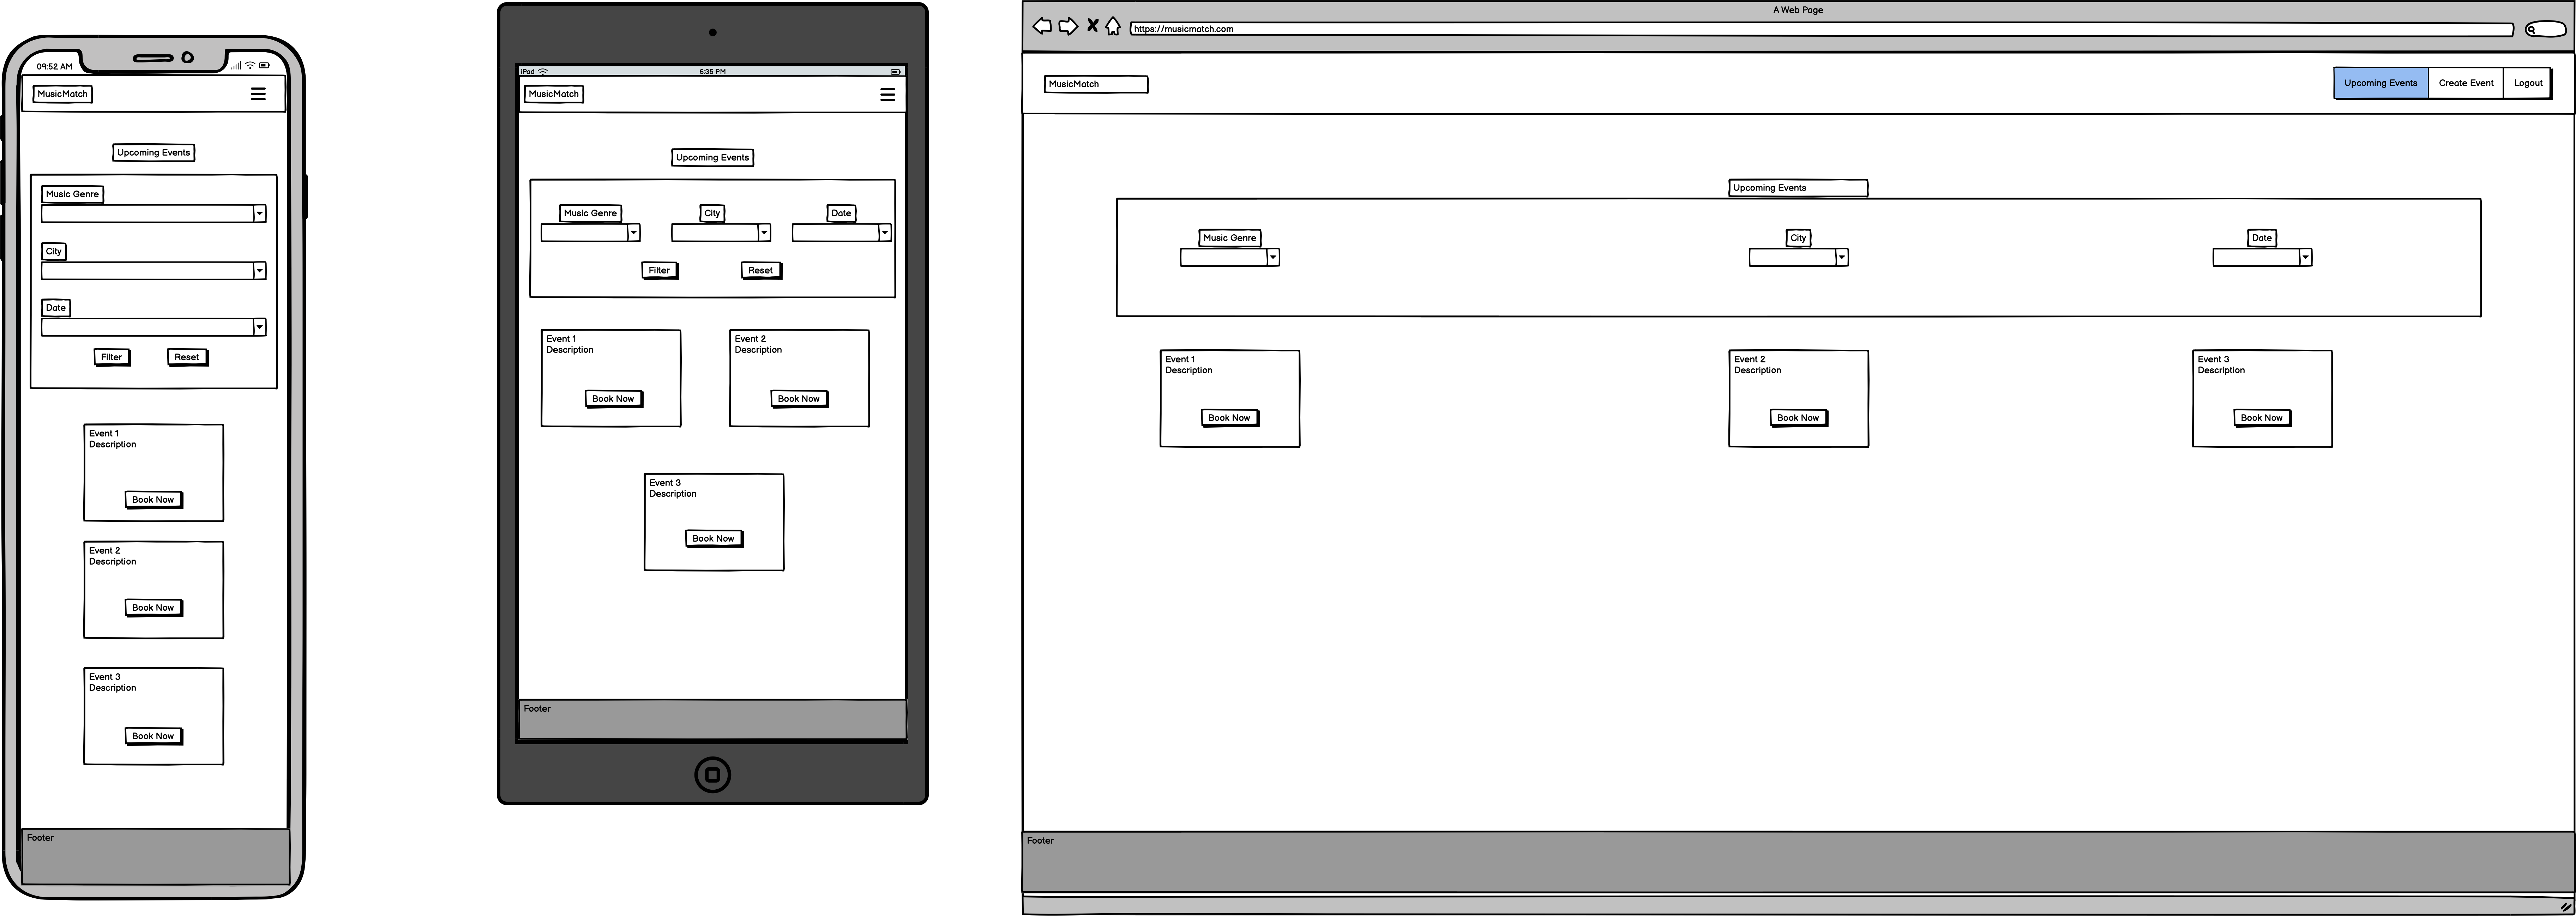 09:52 AM
MusicMatch
Upcoming Events
Music Genre
City
Date
Filter Reset
Event 1
Description
Book Now
Event 2
Description
Book Now
Event 3
Description
Book Now
Footer
iPad 6:35 PM
MusicMatch
Upcoming Events
Music Genre City Date
Filter Reset
Event 1 Event 2
Description Description
Book Now Book Now
Event 3
Description
Book Now
Footer
A Web Page
https://musicmatch.com
MusicMatch Upcoming Events Create Event Logout
Upcoming Events
Music Genre City Date
Event 1 Event 2 Event 3
Description Description Description
Book Now Book Now Book Now
Footer